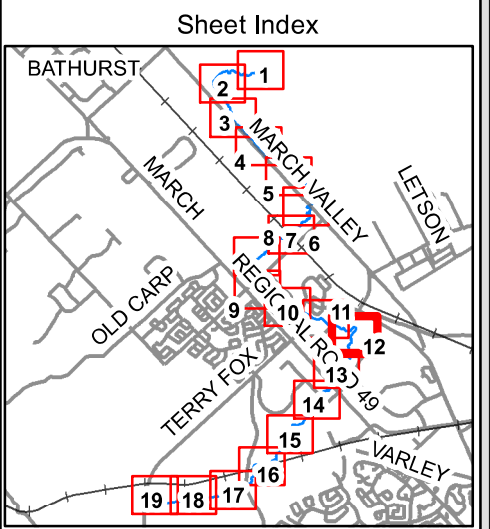 Sheet Index
BATHURST
1
2
3
MARCH VALLEY
4
MARCH
5
LETSON
8
7
6
REGIONAL ROAD 49
OLD CARP
9
10
11
12
TERRY FOX
13
14
15
VARLEY
16
19
18
17